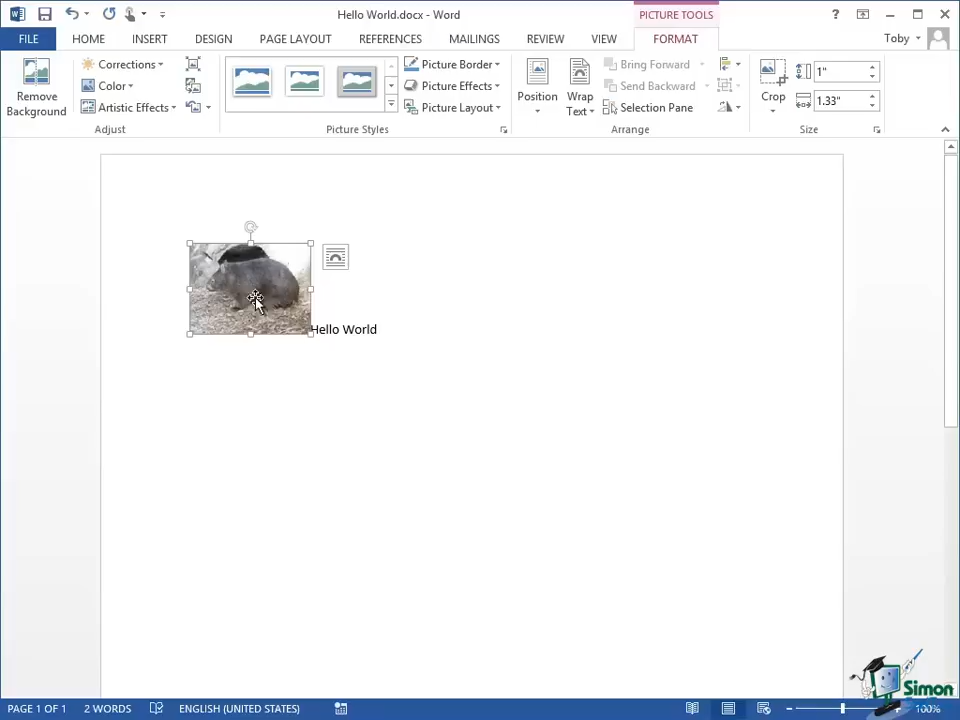 Hello World.docx - Word
PICTURE TOOLS
?
FILE
HOME
INSERT
DESIGN
PAGE LAYOUT
REFERENCES
MAILINGS
REVIEW
VIEW
FORMAT
Toby
Remove Background
Corrections
Color
Artistic Effects
Adjust
Picture Styles
Picture Border
Picture Effects
Picture Layout
Position
Wrap Text
Bring Forward
Send Backward
Selection Pane
Arrange
Crop
1"
1.33"
Size
Hello World
Simon
PAGE 1 OF 1
2 WORDS
ENGLISH (UNITED STATES)
100%